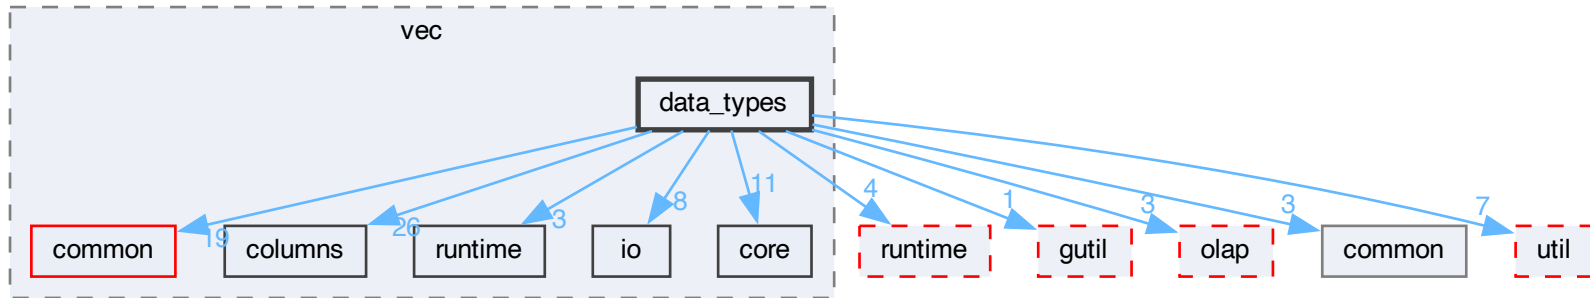 vec
data_types
19
26
3
8
11
4
1
3
3
7
common
columns
runtime
io
core
runtime
gutil
olap
common
util